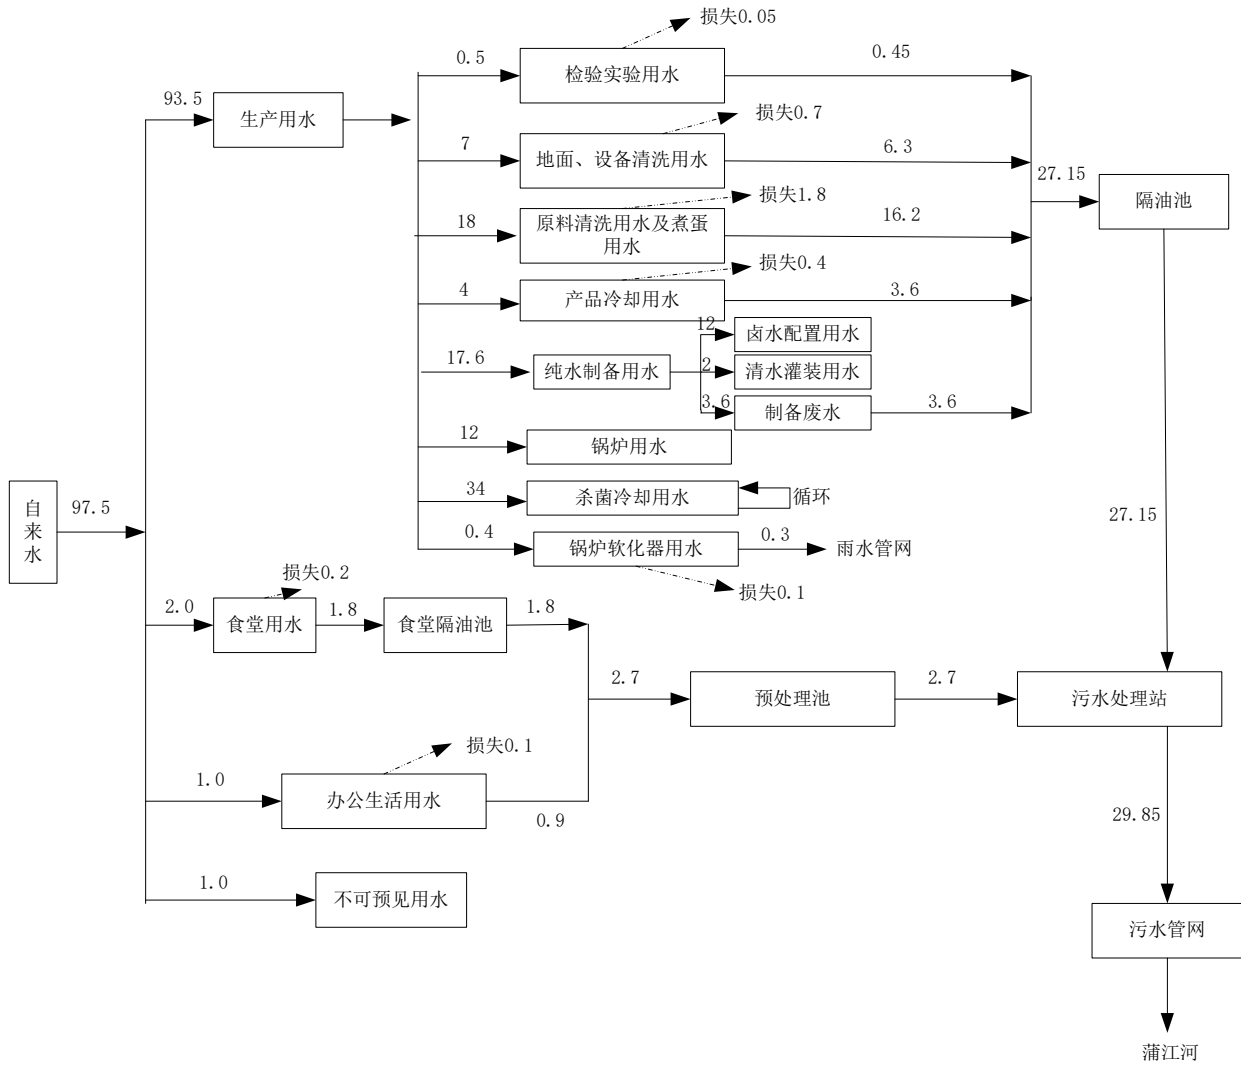 损失0.05
0.5
检验实验用水
0.45
93.5
生产用水
损失0.7
7
地面、设备清洗用水
6.3
27.15
隔油池
损失1.8
18
原料清洗用水及煮蛋
用水
16.2
损失0.4
4
产品冷却用水
3.6
12
卤水配置用水
17.6
纯水制备用水
2
清水灌装用水
3.6
制备废水
3.6
12
锅炉用水
34
杀菌冷却用水
循环
自
来
水
97.5
27.15
0.4
锅炉软化器用水
0.3
雨水管网
损失0.1
损失0.2
2.0
食堂用水
1.8
食堂隔油池
1.8
2.7
预处理池
2.7
污水处理站
损失0.1
1.0
办公生活用水
0.9
29.85
1.0
不可预见用水
污水管网
蒲江河